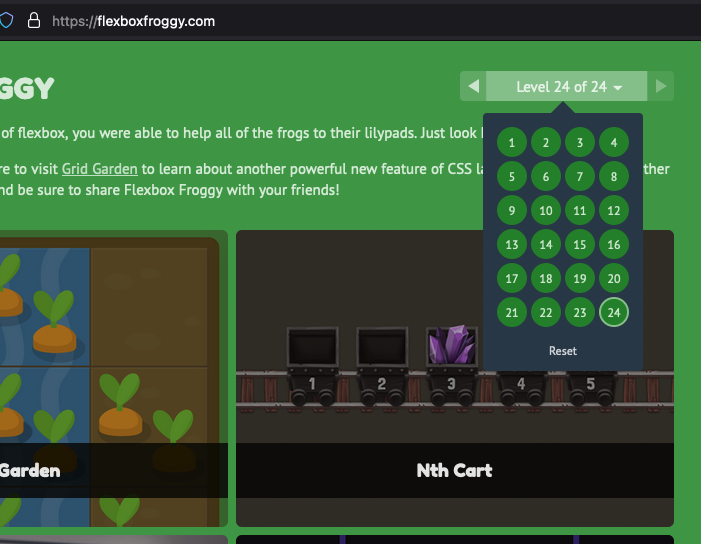 https://flexboxfroggy.com
GGY
Level 24 of 24
of flexbox, you were able to help all of the frogs to their lilypads. Just look
re to visit Grid Garden to learn about another powerful new feature of CSS la
ther
nd be sure to share Flexbox Froggy with your friends!
1 2 3 4
5 6 7 8
9 10 11 12
13 14 15 16
17 18 19 20
21 22 23 24
Reset
1 2 3 4 5
Garden
Nth Cart